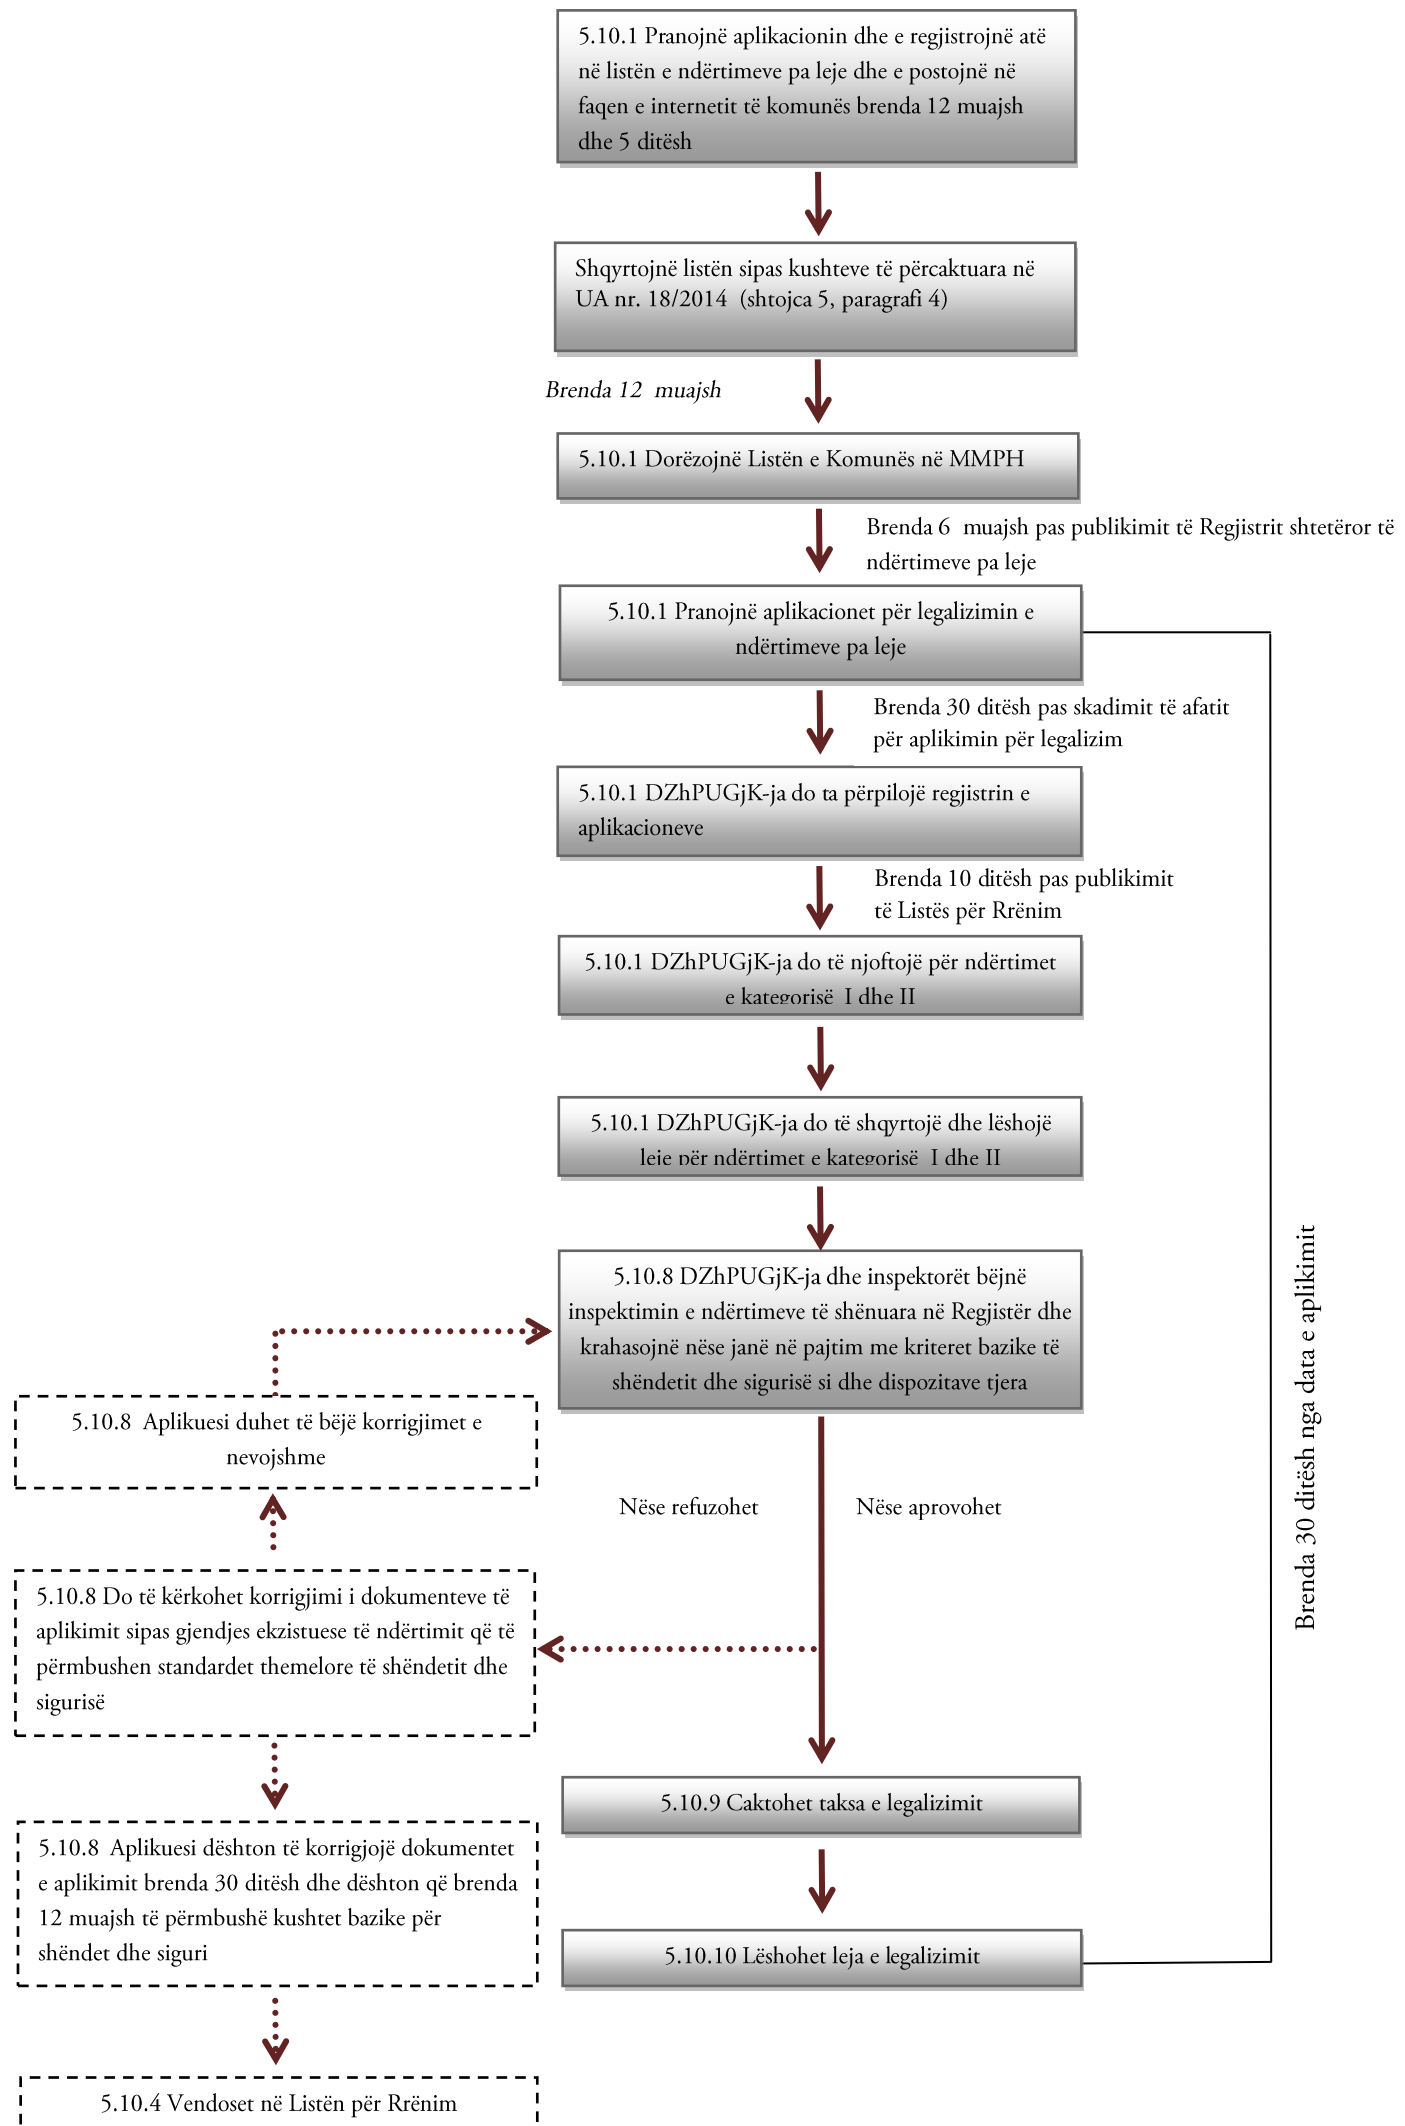 5.10.1 Pranojnë aplikacionin dhe e regjistrojnë atë
në listën e ndërtimeve pa leje dhe e postojnë në
faqen e internetit të komunës brenda 12 muajsh
dhe 5 ditësh
Shqyrtojnë listën sipas kushteve të përcaktuara në
UA nr. 18/2014  (shtojca 5, paragrafi 4)
Brenda 12  muajsh
5.10.1 Dorëzojnë Listën e Komunës në MMPH
Brenda 6  muajsh pas publikimit të Regjistrit shtetëror të
ndërtimeve pa leje
5.10.1 Pranojnë aplikacionet për legalizimin e
ndërtimeve pa leje
Brenda 30 ditësh pas skadimit të afatit
për aplikimin për legalizim
5.10.1 DZhPUGjK-ja do ta përpilojë regjistrin e
aplikacioneve
Brenda 10 ditësh pas publikimit
të Listës për Rrënim
5.10.1 DZhPUGjK-ja do të njoftojë për ndërtimet
e kategorisë  I dhe II
5.10.1 DZhPUGjK-ja do të shqyrtojë dhe lëshojë
leje për ndërtimet e kategorisë  I dhe II
5.10.8 DZhPUGjK-ja dhe inspektorët bëjnë
inspektimin e ndërtimeve të shënuara në Regjistër dhe
krahasojnë nëse janë në pajtim me kriteret bazike të
shëndetit dhe sigurisë si dhe dispozitave tjera
5.10.8  Aplikuesi duhet të bëjë korrigjimet e
nevojshme
Nëse refuzohet
Nëse aprovohet
Brenda 30 ditësh nga data e aplikimit
5.10.8 Do të kërkohet korrigjimi i dokumenteve të
aplikimit sipas gjendjes ekzistuese të ndërtimit që të
përmbushen standardet themelore të shëndetit dhe
sigurisë
5.10.9 Caktohet taksa e legalizimit
5.10.8  Aplikuesi dështon të korrigjojë dokumentet
e aplikimit brenda 30 ditësh dhe dështon që brenda
12 muajsh të përmbushë kushtet bazike për
shëndet dhe siguri
5.10.10 Lëshohet leja e legalizimit
5.10.4 Vendoset në Listën për Rrënim